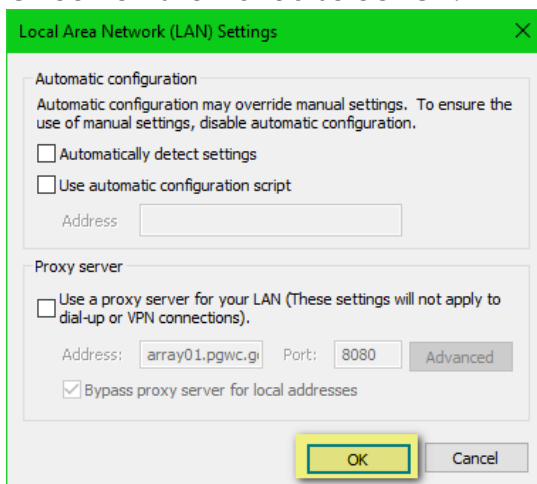 Local Area Network (LAN) Settings
Automatic configuration
Automatic configuration may override manual settings. To ensure the
use of manual settings, disable automatic configuration.
Automatically detect settings
Use automatic configuration script
Address
Proxy server
Use a proxy server for your LAN (These settings will not apply to
dial-up or VPN connections).
Address: array01.pgwc.g Port: 8080 Advanced
Bypass proxy server for local addresses
OK Cancel